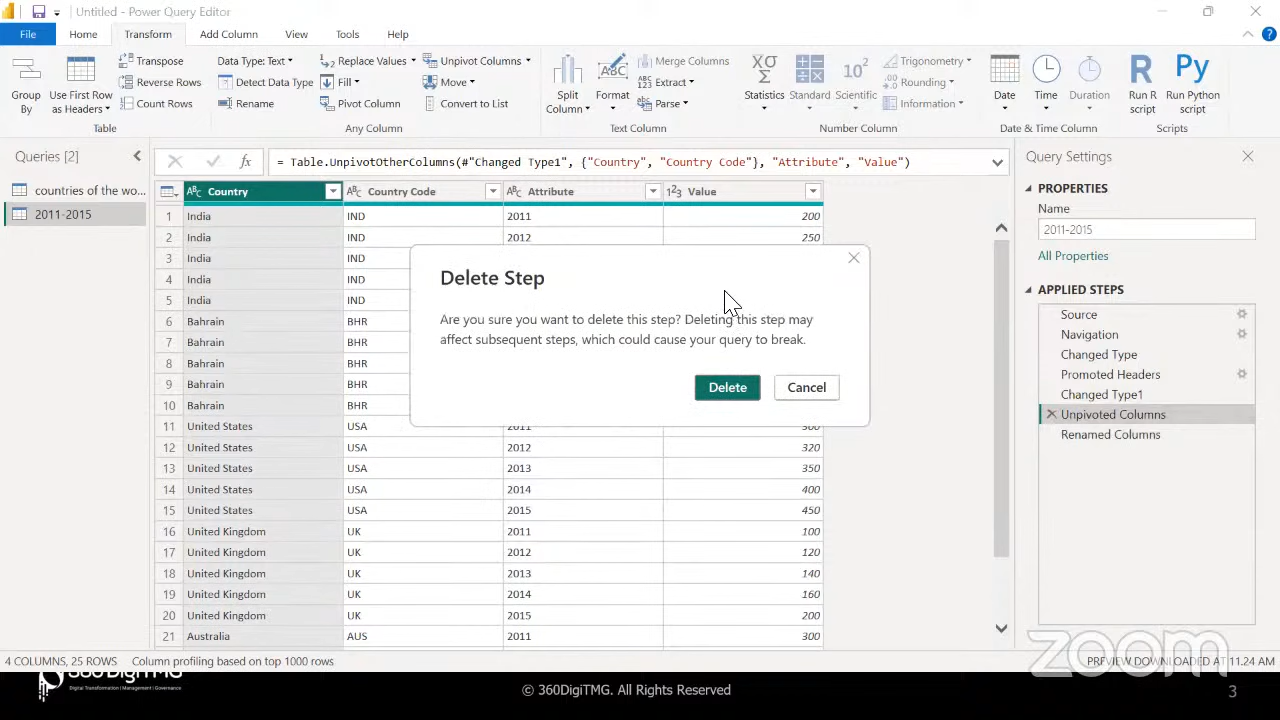 Untitled - Power Query Editor
File Home Transform Add Column View Tools Help
Group By
Use First Row as Headers
Transpose
Reverse Rows
Count Rows
Table
Data Type: Text
Detect Data Type
Rename
Replace Values
Fill
Pivot Column
Any Column
Unpivot Columns
Move
Convert to List
Split Column
Format
Merge Columns
Extract
Parse
Text Column
Statistics
Standard
Scientific
Trigonometry
Rounding
Information
Number Column
Date
Time
Duration
Date & Time Column
Run R script
Run Python script
Scripts
Queries [2]
countries of the wo...
2011-2015
= Table.UnpivotOtherColumns(#"Changed Type1", {"Country", "Country Code"}, "Attribute", "Value")
Country Country Code Attribute Value
1 India IND 2011 200
2 India IND 2012 250
3 India IND
4 India IND
5 India IND
6 Bahrain BHR
7 Bahrain BHR
8 Bahrain BHR
9 Bahrain BHR
10 Bahrain BHR
11 United States USA 2011 300
12 United States USA 2012 320
13 United States USA 2013 350
14 United States USA 2014 400
15 United States USA 2015 450
16 United Kingdom UK 2011 100
17 United Kingdom UK 2012 120
18 United Kingdom UK 2013 140
19 United Kingdom UK 2014 160
20 United Kingdom UK 2015 200
21 Australia AUS 2011 300
Delete Step
Are you sure you want to delete this step? Deleting this step may
affect subsequent steps, which could cause your query to break.
Delete Cancel
Query Settings
PROPERTIES
Name
2011-2015
All Properties
APPLIED STEPS
Source
Navigation
Changed Type
Promoted Headers
Changed Type1
Unpivoted Columns
Renamed Columns
4 COLUMNS, 25 ROWS Column profiling based on top 1000 rows
PREVIEW DOWNLOADED AT 11:24 AM
zoom
360DigiTMG
Digital Transformation | Management | Governance
© 360DigiTMG. All Rights Reserved
3